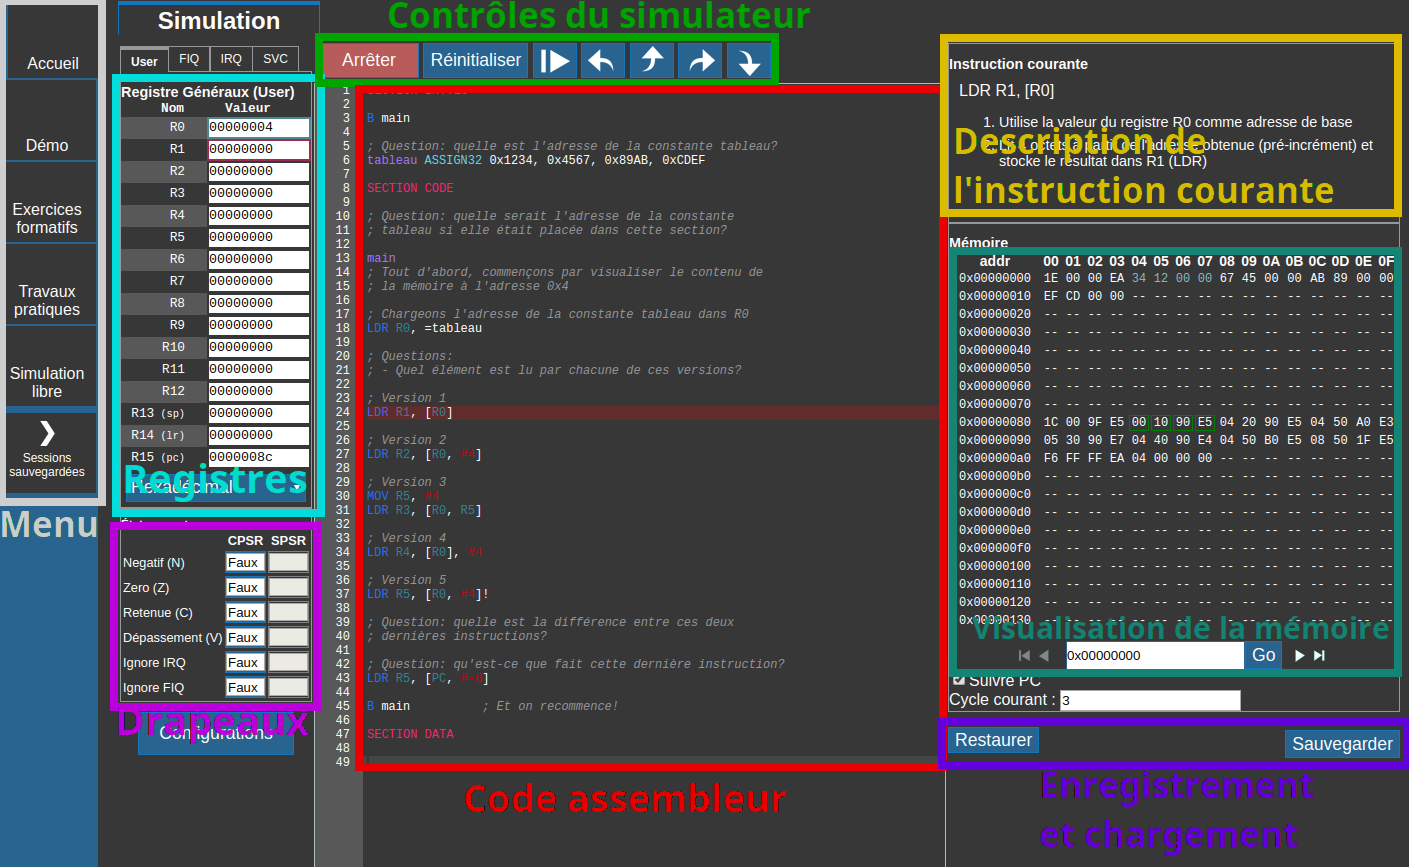 Simulation
Contrôles du simulateur
Accueil
Démo
Exercices
formatifs
Travaux
pratiques
Simulation
libre
Sessions
sauvegardées
Menu
User FIQ IRQ SVC
Registre Généraux (User)
Nom Valeur
R0 00000004
R1 00000000
R2 00000000
R3 00000000
R4 00000000
R5 00000000
R6 00000000
R7 00000000
R8 00000000
R9 00000000
R10 00000000
R11 00000000
R12 00000000
R13 (sp) 00000000
R14 (lr) 00000000
R15 (pc) 0000008c
Hexadécimal
Registres
CPSR SPSR
Negatif (N) Faux
Zero (Z) Faux
Retenue (C) Faux
Dépassement (V) Faux
Ignore IRQ Faux
Ignore FIQ Faux
Drapeaux
Configurations
Arrêter Réinitialiser
1
2
3 B main
4
5 ; Question: quelle est l'adresse de la constante tableau?
6 tableau ASSIGN32 0x1234, 0x4567, 0x89AB, 0xCDEF
7
8 SECTION CODE
9
10 ; Question: quelle serait l'adresse de la constante
11 ; tableau si elle était placée dans cette section?
12
13 main
14 ; Tout d'abord, commençons par visualiser le contenu de
15 ; la mémoire à l'adresse 0x4
16
17 ; Chargeons l'adresse de la constante tableau dans R0
18 LDR R0, =tableau
19
20 ; Questions:
21 ; - Quel élément est lu par chacune de ces versions?
22
23 ; Version 1
24 LDR R1, [R0]
25
26 ; Version 2
27 LDR R2, [R0, #4]
28
29 ; Version 3
30 MOV R5, #4
31 LDR R3, [R0, R5]
32
33 ; Version 4
34 LDR R4, [R0], #4
35
36 ; Version 5
37 LDR R5, [R0, #4]!
38
39 ; Question: quelle est la différence entre ces deux
40 ; dernières instructions?
41
42 ; Question: qu'est-ce que fait cette dernière instruction?
43 LDR R5, [PC, #-8]
44
45 B main ; Et on recommence!
46
47 SECTION DATA
48
49
Code assembleur
Instruction courante
LDR R1, [R0]
1. Utilise la valeur du registre R0 comme adresse de base
octets à partir de l'adresse obtenue (pré-incrément) et
stocke le résultat dans R1 (LDR)
Description de
l'instruction courante
Mémoire
addr 00 01 02 03 04 05 06 07 08 09 0A 0B 0C 0D 0E 0F
0x00000000 1E 00 00 EA 34 12 00 00 67 45 00 00 AB 89 00 00
0x00000010 EF CD 00 00 -- -- -- -- -- -- -- -- -- -- -- --
0x00000020 -- -- -- -- -- -- -- -- -- -- -- -- -- -- -- --
0x00000030 -- -- -- -- -- -- -- -- -- -- -- -- -- -- -- --
0x00000040 -- -- -- -- -- -- -- -- -- -- -- -- -- -- -- --
0x00000050 -- -- -- -- -- -- -- -- -- -- -- -- -- -- -- --
0x00000060 -- -- -- -- -- -- -- -- -- -- -- -- -- -- -- --
0x00000070 -- -- -- -- -- -- -- -- -- -- -- -- -- -- -- --
0x00000080 1C 00 9F E5 00 10 90 E5 04 20 90 E5 04 50 A0 E3
0x00000090 05 30 90 E7 04 40 90 E4 04 50 B0 E5 08 50 1F E5
0x000000a0 F6 FF FF EA 04 00 00 00 -- -- -- -- -- -- -- --
0x000000b0 -- -- -- -- -- -- -- -- -- -- -- -- -- -- -- --
0x000000c0 -- -- -- -- -- -- -- -- -- -- -- -- -- -- -- --
0x000000d0 -- -- -- -- -- -- -- -- -- -- -- -- -- -- -- --
0x000000e0 -- -- -- -- -- -- -- -- -- -- -- -- -- -- -- --
0x000000f0 -- -- -- -- -- -- -- -- -- -- -- -- -- -- -- --
0x00000100 -- -- -- -- -- -- -- -- -- -- -- -- -- -- -- --
0x00000110 -- -- -- -- -- -- -- -- -- -- -- -- -- -- -- --
0x00000120 -- -- -- -- -- -- -- -- -- -- -- -- -- -- -- --
0x00000130 -- -- -- -- -- -- -- -- -- -- -- -- -- -- -- --
Visualisation de la mémoire
0x00000000 Go
Suivre PC
Cycle courant : 3
Restaurer Sauvegarder
Enregistrement
et chargement